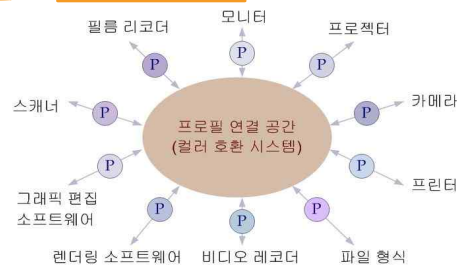 모니터
필름 리코더
프로젝터
P
P
P
스캐너
P
프로필 연결 공간
(컬러 호환 시스템)
P
카메라
P
P
프린터
그래픽 편집
소프트웨어
P
P
P
렌더링 소프트웨어
비디오 레코더
파일 형식